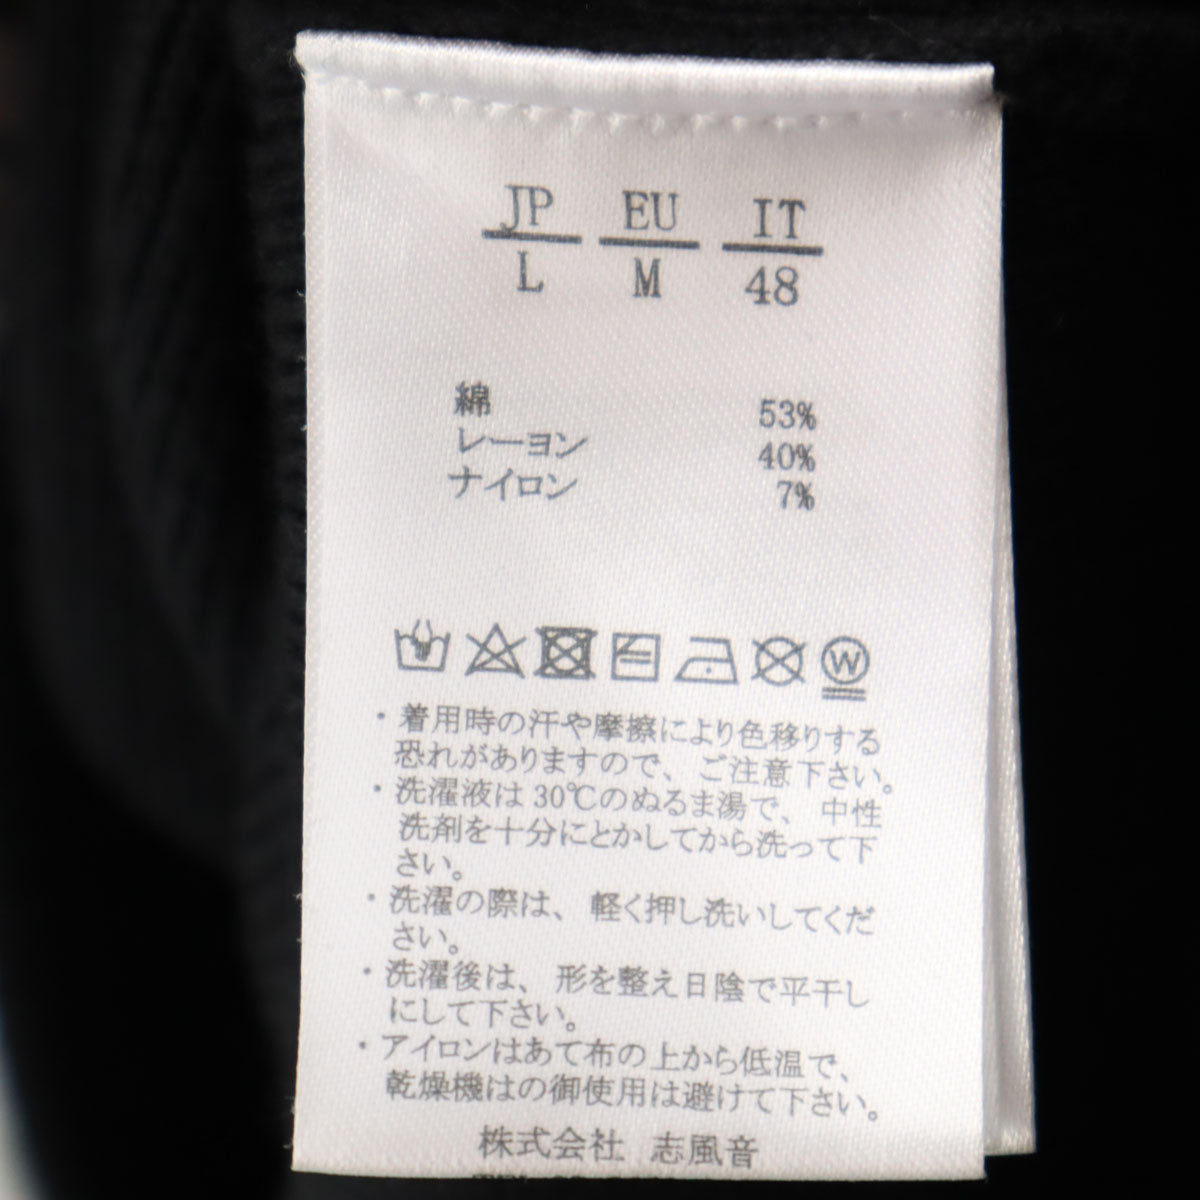 JP EU IT
L M 48
綿 53%
レーヨン 40%
ナイロン 7%
W
・着用時の汗や摩擦により色移りする
恐れがありますので、ご注意下さい。
・洗濯液は30℃のぬるま湯で、中性
洗剤を十分にとかしてから洗って下
さい。
・洗濯の際は、軽く押し洗いしてくだ
さい。
・洗濯後は、形を整え日陰で平干し
にして下さい。
・アイロンはあて布の上から低温で、
乾燥機はの御使用は避けて下さい。
株式会社 志風音